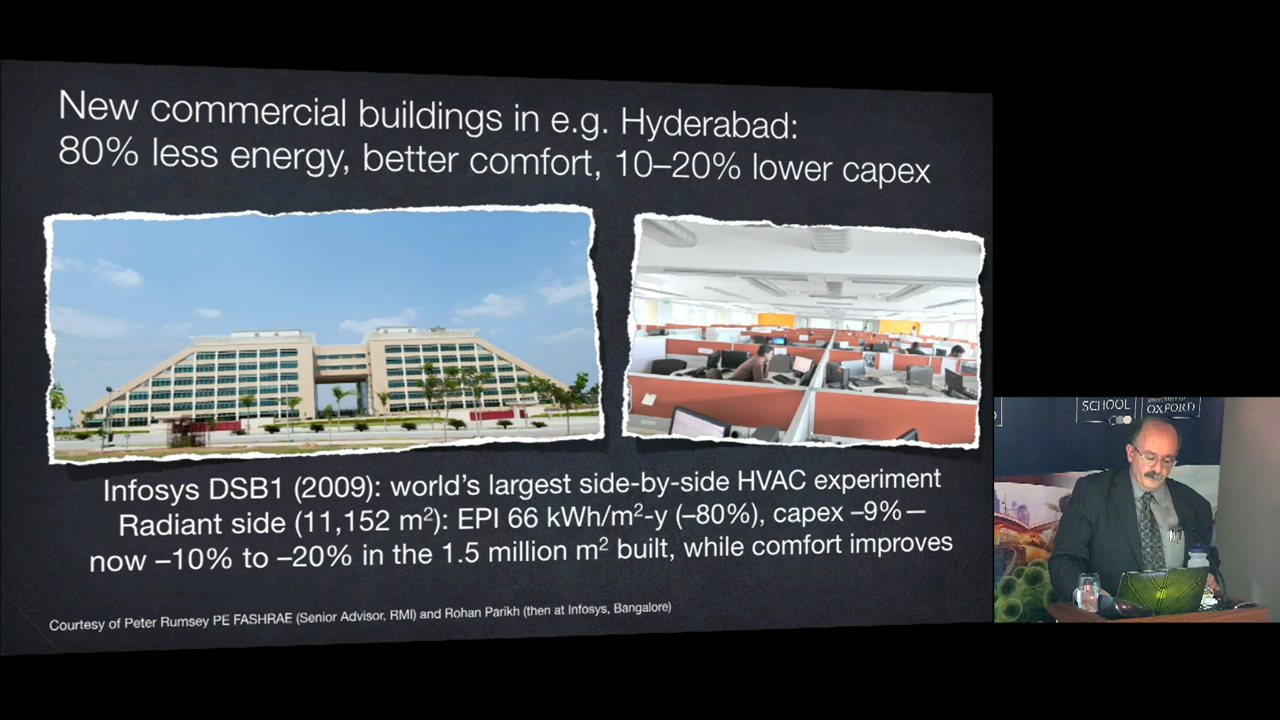 New commercial buildings in e.g. Hyderabad:
80% less energy, better comfort, 10–20% lower capex
Infosys DSB1 (2009): world's largest side-by-side HVAC experiment
Radiant side (11,152 m²): EPI 66 kWh/m²-y (–80%), capex –9%—
now –10% to –20% in the 1.5 million m² built, while comfort improves
Courtesy of Peter Rumsey PE FASHRAE (Senior Advisor, RMI) and Rohan Parikh (then at Infosys, Bangalore)
SCHOOL
UNIVERSITY OF
OXFORD